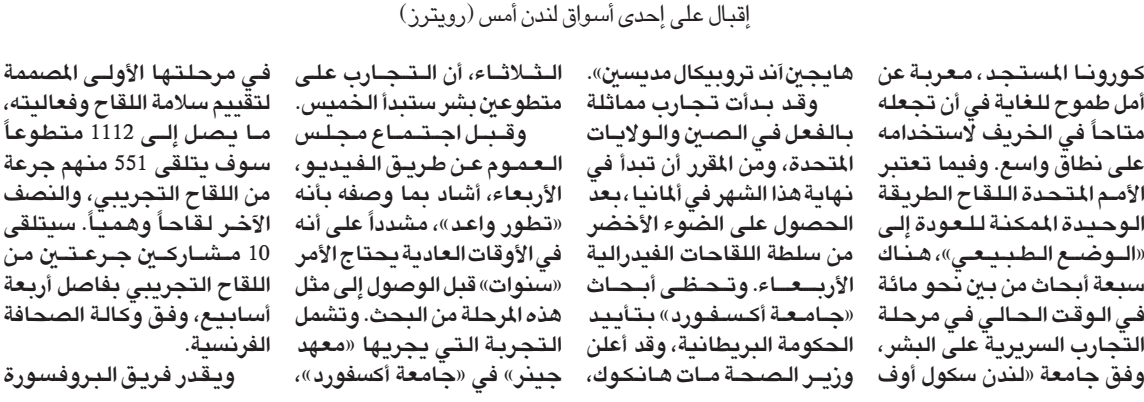 إقبال على إحدى أسواق لندن أمس (رويترز)
كورونا المستجد، معربة عن
أمل طموح للغاية في أن تجعله
متاحاً في الخريف لاستخدامه
على نطاق واسع. وفيما تعتبر
الأمم المتحدة اللقاح الطريقة
الوحيدة الممكنة للعودة إلى
«الوضع الطبيعي»، هناك
سبعة أبحاث من بين نحو مائة
في الوقت الحالي في مرحلة
التجارب السريرية على البشر،
وفق جامعة «لندن سكول أوف
هايجين آند تروبيكال مديسين».
وقد بدأت تجارب مماثلة
بالفعل في الصين والولايات
المتحدة، ومن المقرر أن تبدأ في
نهاية هذا الشهر في ألمانيا، بعد
الحصول على الضوء الأخضر
من سلطة اللقاحات الفيدرالية
الأربعاء. وتحظى أبحاث
«جامعة أكسفورد» بتأييد
الحكومة البريطانية، وقد أعلن
وزير الصحة مات هانكوك،
الثلاثاء، أن التجارب على
متطوعين بشر ستبدأ الخميس.
وقبل اجتماع مجلس
العموم عن طريق الفيديو،
الأربعاء، أشاد بما وصفه بأنه
«تطور واعد»، مشدداً على أنه
في الأوقات العادية يحتاج الأمر
«سنوات» قبل الوصول إلى مثل
هذه المرحلة من البحث. وتشمل
التجربة التي يجريها «معهد
جينر» في «جامعة أكسفورد»،
في مرحلتها الأولى المصممة
لتقييم سلامة اللقاح وفعاليته،
ما يصل إلى 1112 متطوعاً
سوف يتلقى 551 منهم جرعة
من اللقاح التجريبي، والنصف
الآخر لقاحاً وهمياً. سيتلقى
10 مشاركين جرعتين من
اللقاح التجريبي بفاصل أربعة
أسابيع، وفق وكالة الصحافة
الفرنسية.
ويقدر فريق البروفسورة